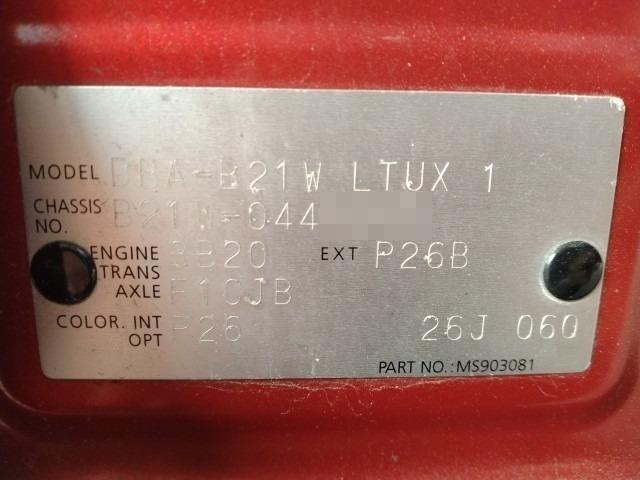 MODEL DBA-B21W LTUX 1
CHASSIS NO. B21W-044
ENGINE 3B20 EXT P26B
TRANS AXLE F1CJB
COLOR. INT P26
OPT 26J 060
PART NO.:MS903081